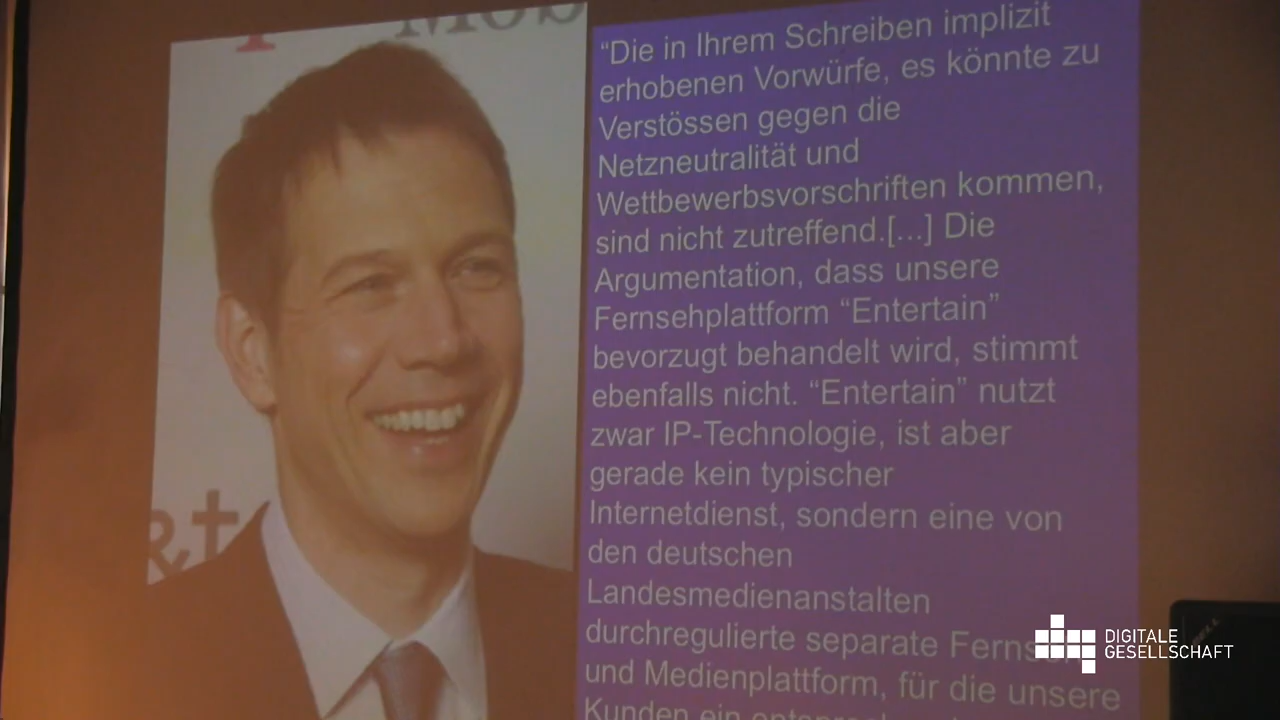 Mob
“Die in Ihrem Schreiben implizit
erhobenen Vorwürfe, es könnte zu
Verstössen gegen die
Netzneutralität und
Wettbewerbsvorschriften kommen,
sind nicht zutreffend.[...] Die
Argumentation, dass unsere
Fernsehplattform “Entertain”
bevorzugt behandelt wird, stimmt
ebenfalls nicht. “Entertain” nutzt
zwar IP-Technologie, ist aber
gerade kein typischer
Internetdienst, sondern eine von
den deutschen
Landesmedienanstalten
durchregulierte separate
und Medienplattform, für die unsere
Kunden ein
&t
DIGITALE
GESELLSCHAFT